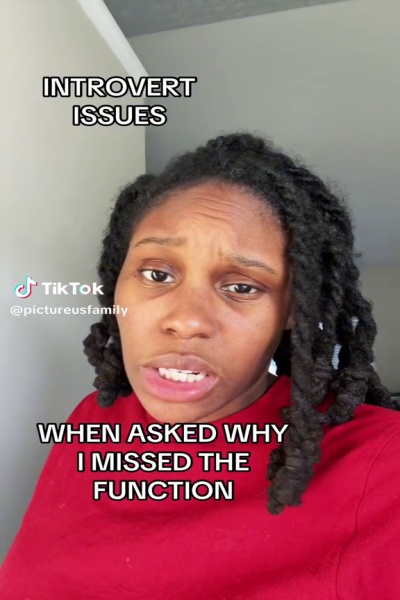 INTROVERT
ISSUES
TikTok
@pictureusfamily
WHEN ASKED WHY
I MISSED THE
FUNCTION